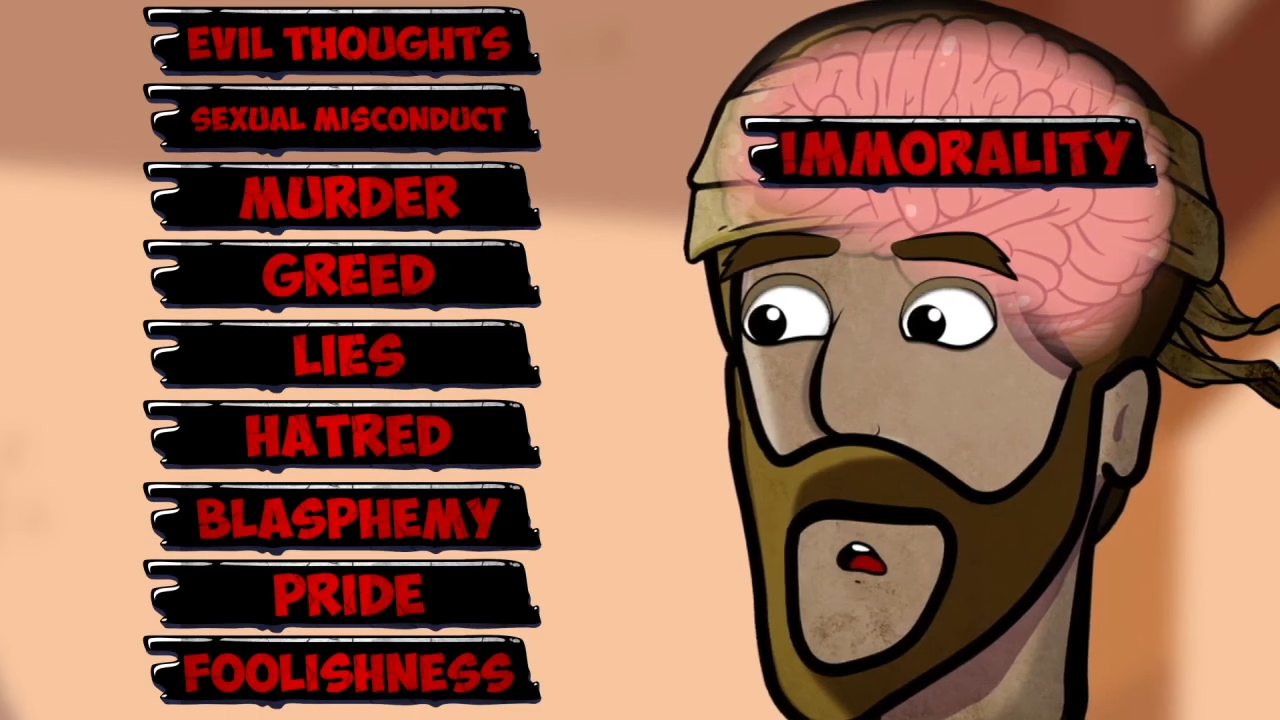 EVIL THOUGHTS
SEXUAL MISCONDUCT
MURDER
GREED
LIES
HATRED
BLASPHEMY
PRIDE
FOOLISHNESS
IMMORALITY